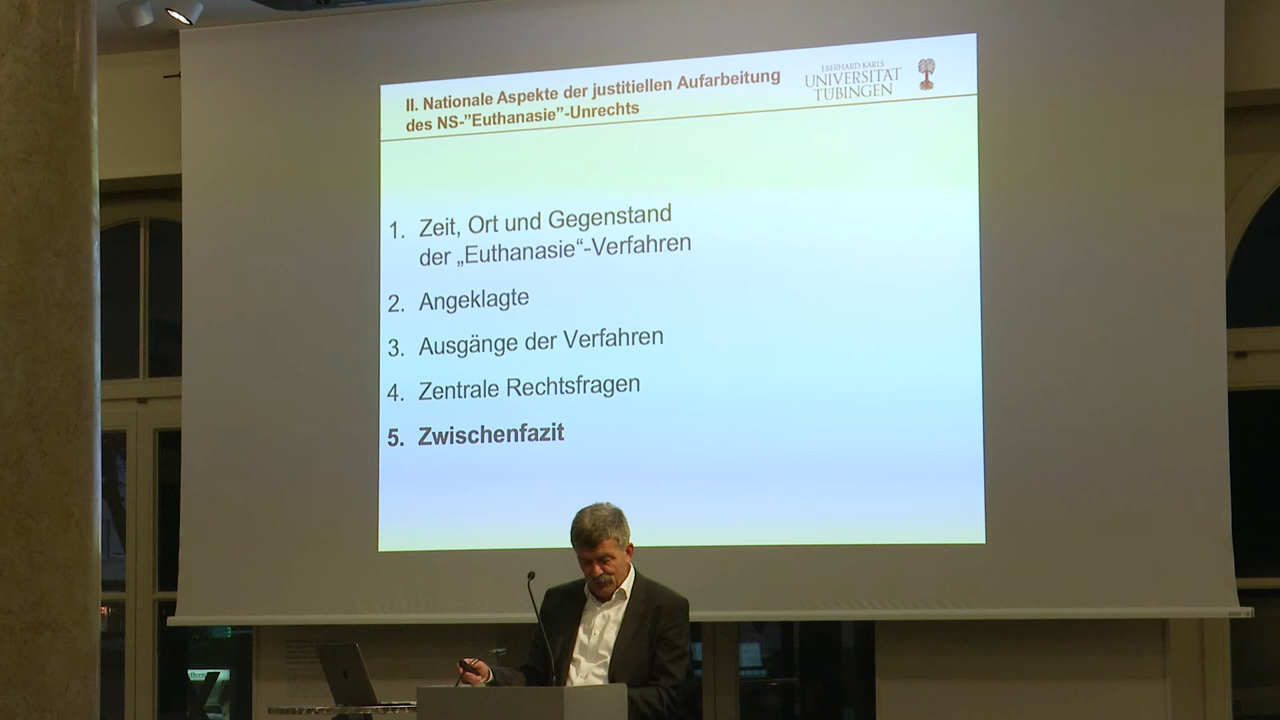 II. Nationale Aspekte der justitiellen Aufarbeitung
des NS-”Euthanasie”-Unrechts
EBERHARD KARLS
UNIVERSITÄT
TÜBINGEN
1. Zeit, Ort und Gegenstand
der „Euthanasie“-Verfahren
2. Angeklagte
3. Ausgänge der Verfahren
4. Zentrale Rechtsfragen
5. Zwischenfazit